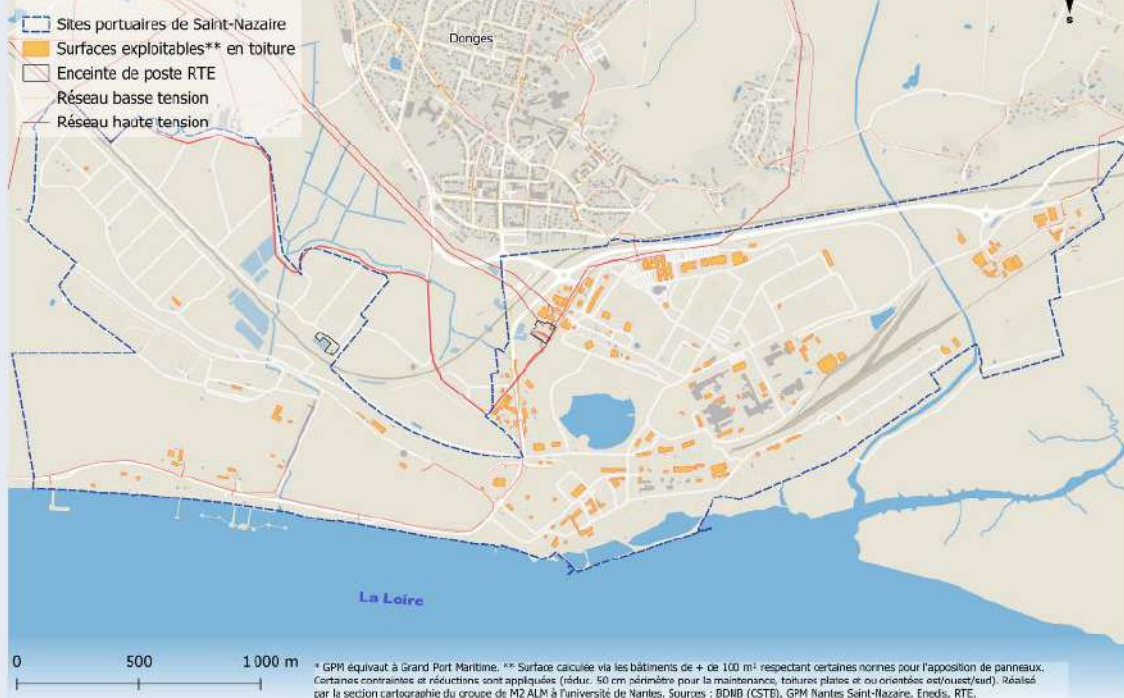 S
Sites portuaires de Saint-Nazaire
Surfaces exploitables** en toiture
Enceinte de poste RTE
Réseau basse tension
Réseau haute tension
Donges
La Loire
0 500 1 000 m
* GPM équivaut à Grand Port Maritime. ** Surface calculée via les bâtiments de + de 100 m² respectant certaines normes pour l'apposition de panneaux.
Certaines contraintes et réductions sont appliquées (réduc. 50 cm périmètre pour la maintenance, toitures plates et ou orientées est/ouest/sud). Réalisé
par la section cartographie du groupe de M2 ALM à l'université de Nantes. Sources : BDNB (CSTB), GPM Nantes Saint-Nazaire, Enedis, RTE.